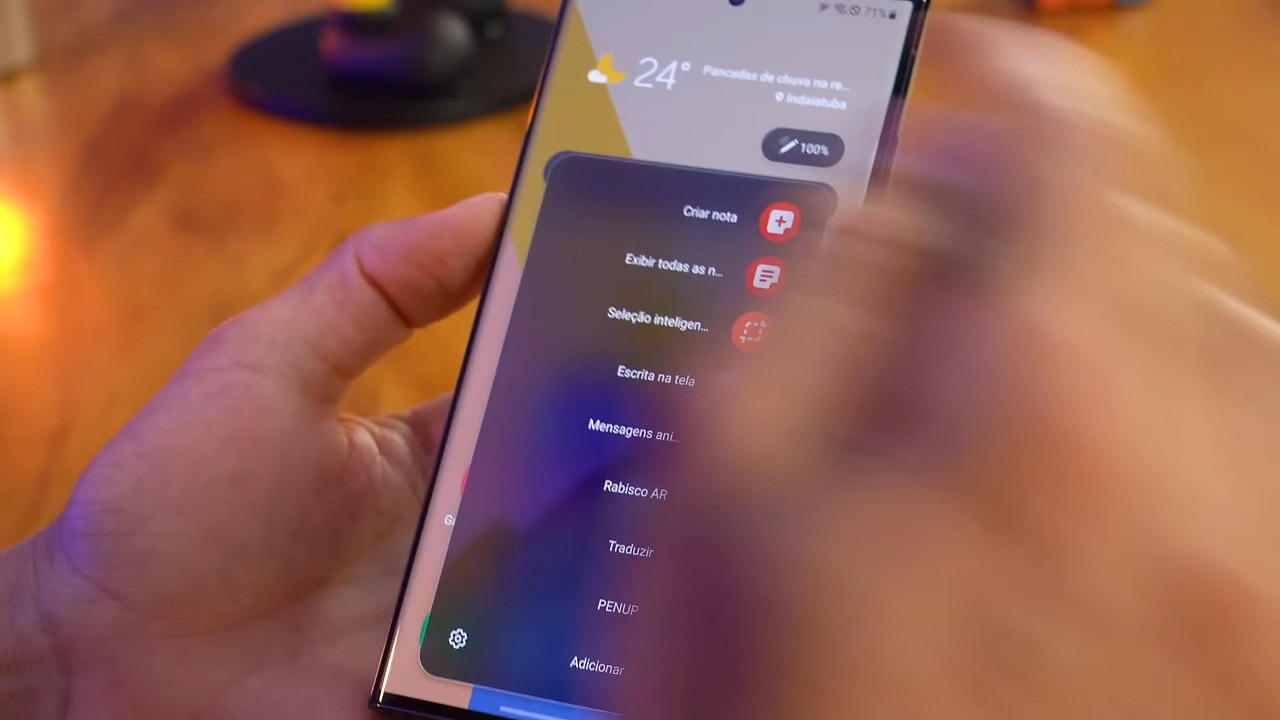 71%
24° Pancadas de chuva na re...
Indaiatuba
100%
Criar nota
Exibir todas as n...
Seleção inteligen...
Escrita na tela
Mensagens ani...
Rabisco AR
Traduzir
PENUP
Adicionar